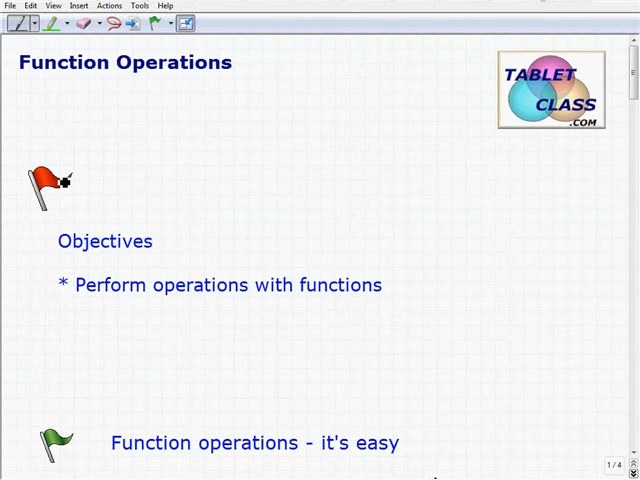 File Edit View Insert Actions Tools Help
Function Operations
TABLET
CLASS
.COM
Objectives
* Perform operations with functions
Function operations - it's easy
1 / 4